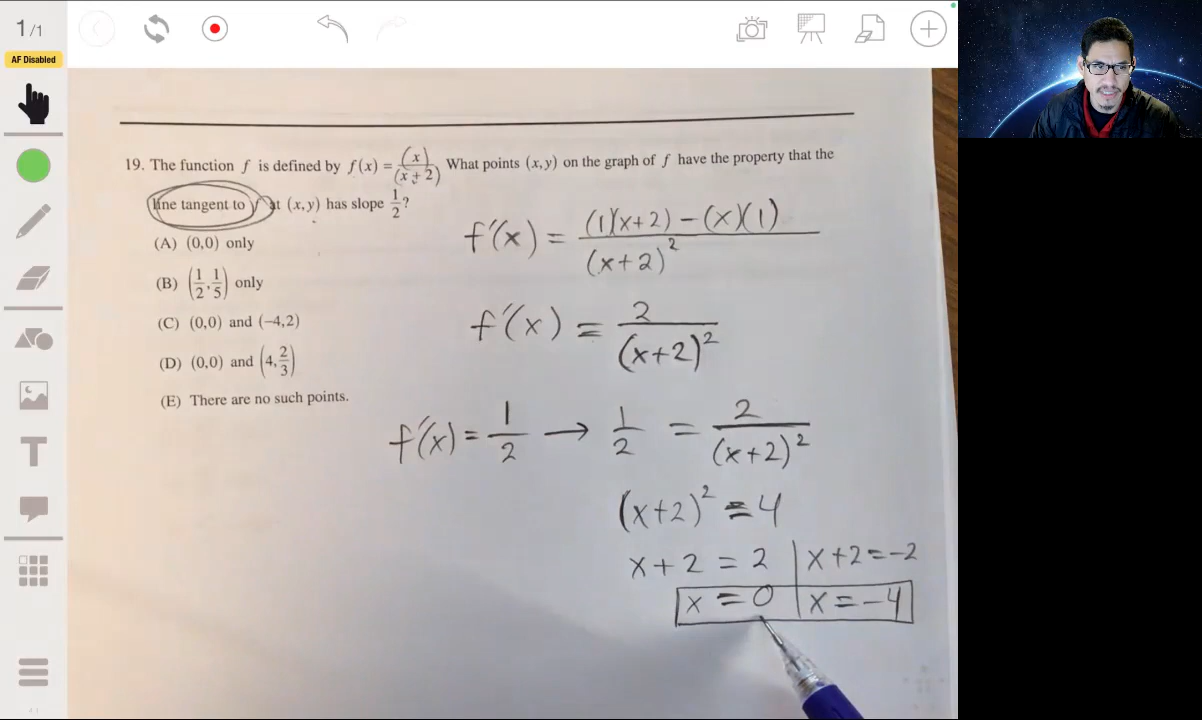 1/1
AF Disabled
T
19. The function f is defined by f(x) = (x)/(x+2) What points (x,y) on the graph of f have the property that the
line tangent to f at (x,y) has slope 1/2?
(A) (0,0) only
(B) (1/2, 1/5) only
(C) (0,0) and (−4,2)
(D) (0,0) and (4, 2/3)
(E) There are no such points.
f'(x) = (1)(x+2) − (x)(1) / (x+2)²
f'(x) = 2/(x+2)²
f'(x) = 1/2 → 1/2 = 2/(x+2)²
(x+2)² = 4
x+2 = 2 | x+2 = −2
x = 0 | x = −4